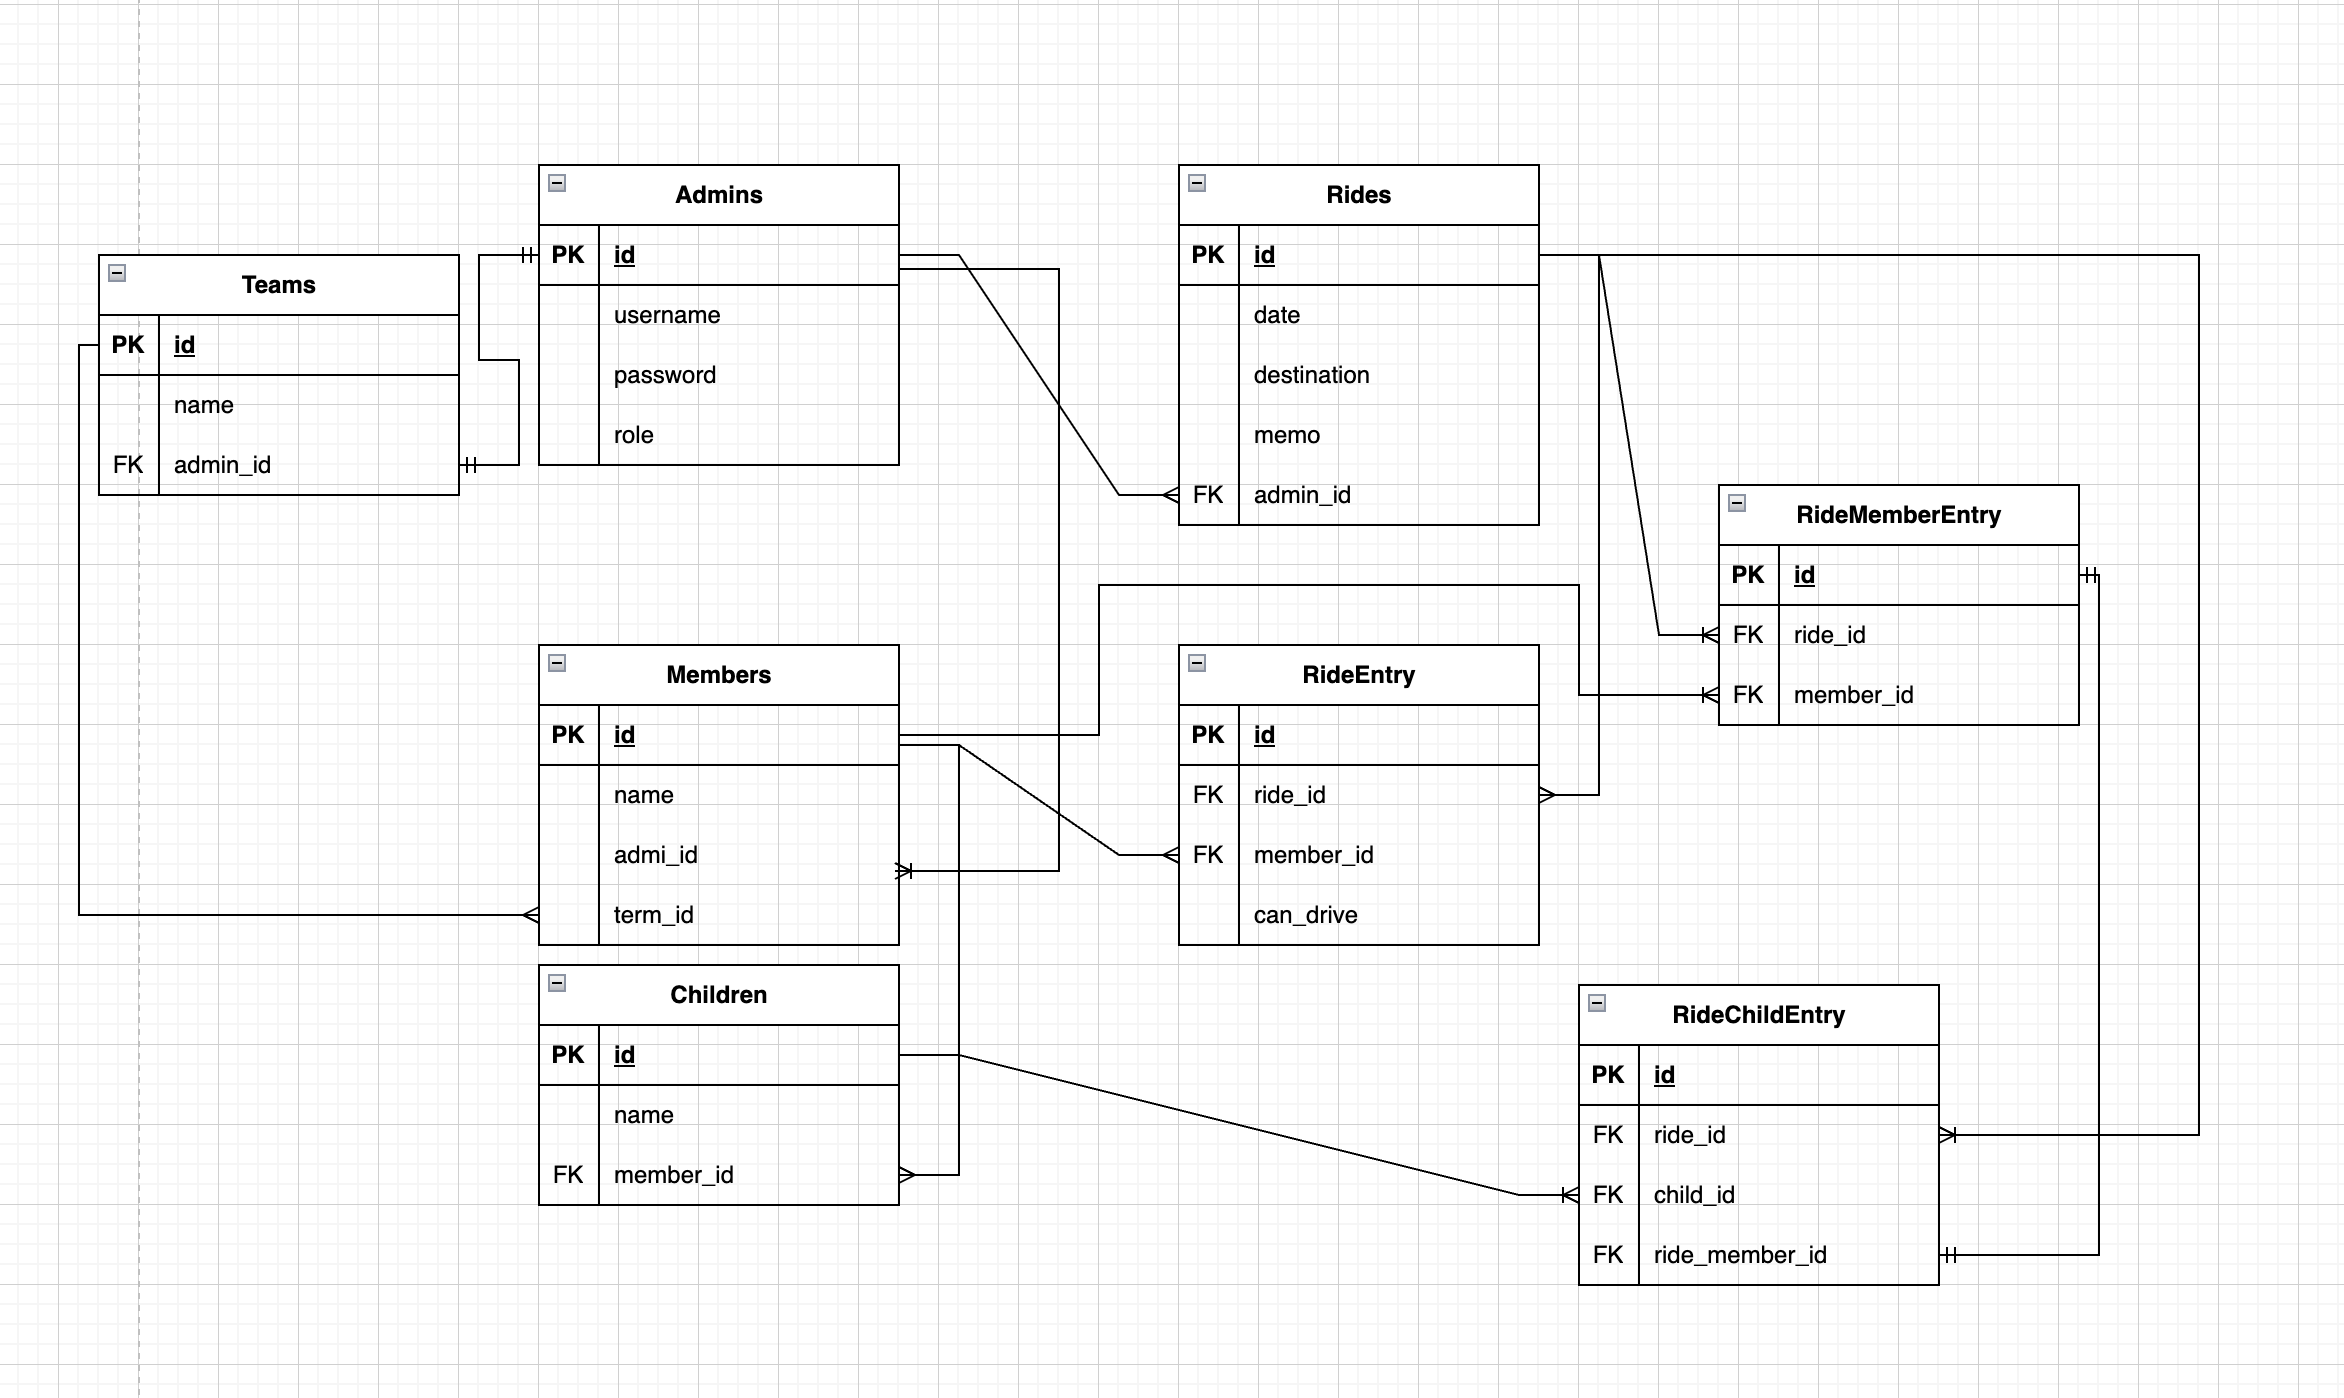 Teams
PK id
name
FK admin_id
Admins
PK id
username
password
role
Rides
PK id
date
destination
memo
FK admin_id
RideMemberEntry
PK id
FK ride_id
FK member_id
Members
PK id
name
admi_id
term_id
RideEntry
PK id
FK ride_id
FK member_id
can_drive
Children
PK id
name
FK member_id
RideChildEntry
PK id
FK ride_id
FK child_id
FK ride_member_id